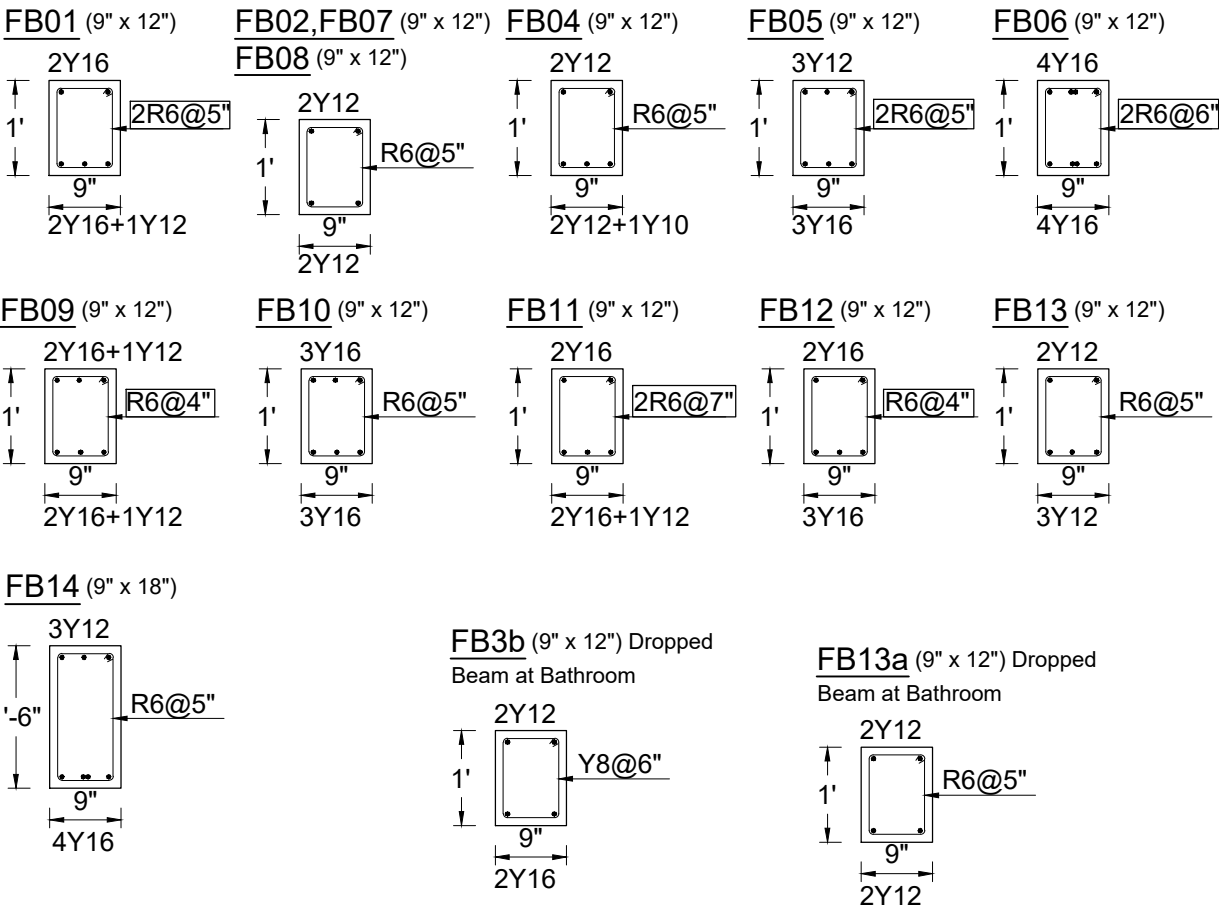 FB01 (9" x 12")
2Y16
1'
2R6@5"
9"
2Y16+1Y12
FB02,FB07 (9" x 12")
FB08 (9" x 12")
2Y12
1'
R6@5"
9"
2Y12
FB04 (9" x 12")
2Y12
1'
R6@5"
9"
2Y12+1Y10
FB05 (9" x 12")
3Y12
1'
2R6@5"
9"
3Y16
FB06 (9" x 12")
4Y16
1'
2R6@6"
9"
4Y16
FB09 (9" x 12")
2Y16+1Y12
1'
R6@4"
9"
2Y16+1Y12
FB10 (9" x 12")
3Y16
1'
R6@5"
9"
3Y16
FB11 (9" x 12")
2Y16
1'
2R6@7"
9"
2Y16+1Y12
FB12 (9" x 12")
2Y16
1'
R6@4"
9"
3Y16
FB13 (9" x 12")
2Y12
1'
R6@5"
9"
3Y12
FB14 (9" x 18")
3Y12
'-6"
R6@5"
9"
4Y16
FB3b (9" x 12") Dropped
Beam at Bathroom
2Y12
1'
Y8@6"
9"
2Y16
FB13a (9" x 12") Dropped
Beam at Bathroom
2Y12
1'
R6@5"
9"
2Y12